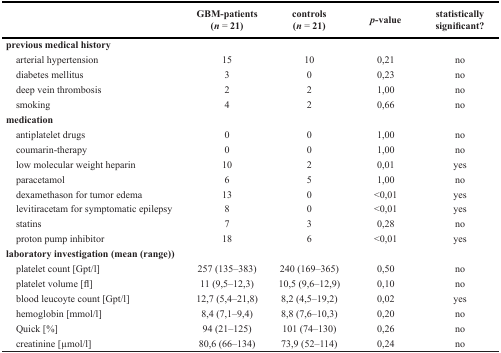 GBM-patients controls p-value statistically
(n = 21) (n = 21) significant?
previous medical history
arterial hypertension 15 10 0,21 no
diabetes mellitus 3 0 0,23 no
deep vein thrombosis 2 2 1,00 no
smoking 4 2 0,66 no
medication
antiplatelet drugs 0 0 1,00 no
coumarin-therapy 0 0 1,00 no
low molecular weight heparin 10 2 0,01 yes
paracetamol 6 5 1,00 no
dexamethason for tumor edema 13 0 <0,01 yes
levitiracetam for symptomatic epilepsy 8 0 <0,01 yes
statins 7 3 0,28 no
proton pump inhibitor 18 6 <0,01 yes
laboratory investigation (mean (range))
platelet count [Gpt/l] 257 (135–383) 240 (169–365) 0,50 no
platelet volume [fl] 11 (9,5–12,3) 10,5 (9,6–12,9) 0,10 no
blood leucoyte count [Gpt/l] 12,7 (5,4–21,8) 8,2 (4,5–19,2) 0,02 yes
hemoglobin [mmol/l] 8,4 (7,1–9,4) 8,8 (7,6–10,3) 0,20 no
Quick [%] 94 (21–125) 101 (74–130) 0,26 no
creatinine [µmol/l] 80,6 (66–134) 73,9 (52–114) 0,24 no